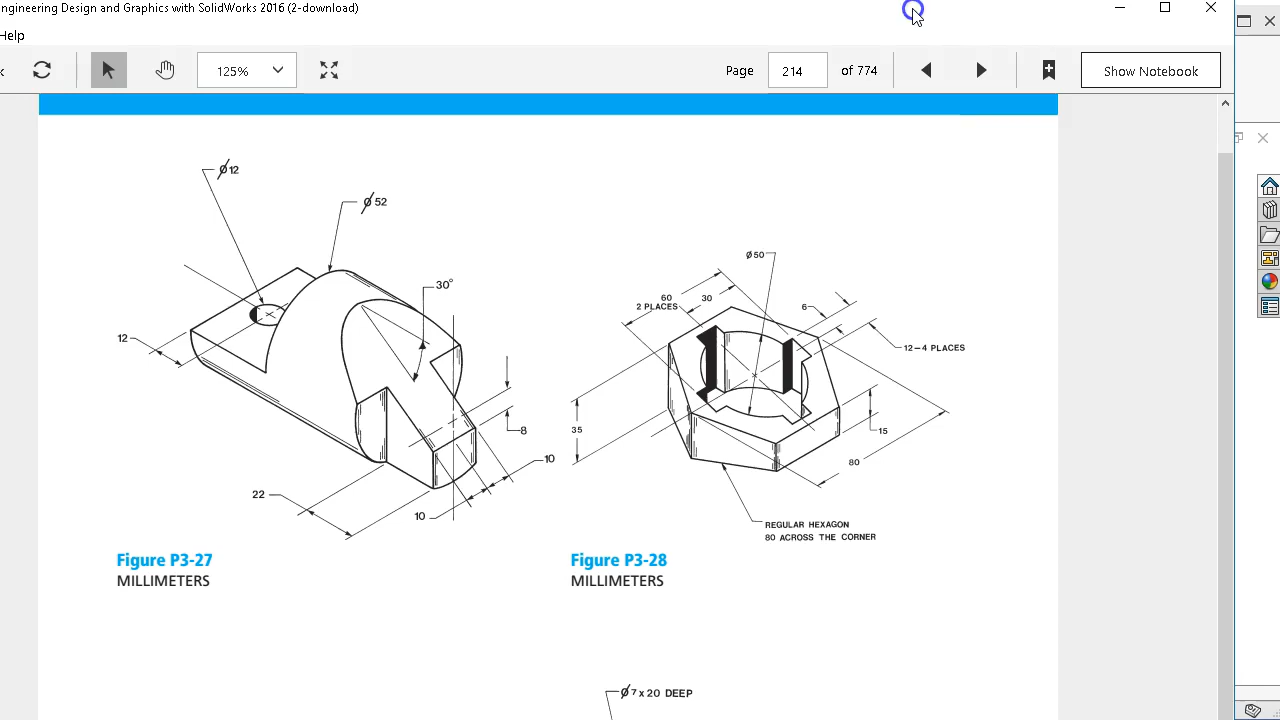 ngineering Design and Graphics with SolidWorks 2016 (2-download)
Help
125%
Page 214 of 774
Show Notebook
Ø12
Ø52
30°
12
8
10
22
10
Figure P3-27
MILLIMETERS
Ø50
60
2 PLACES
30
6
12-4 PLACES
35
15
80
REGULAR HEXAGON
80 ACROSS THE CORNER
Figure P3-28
MILLIMETERS
Ø7 x 20 DEEP